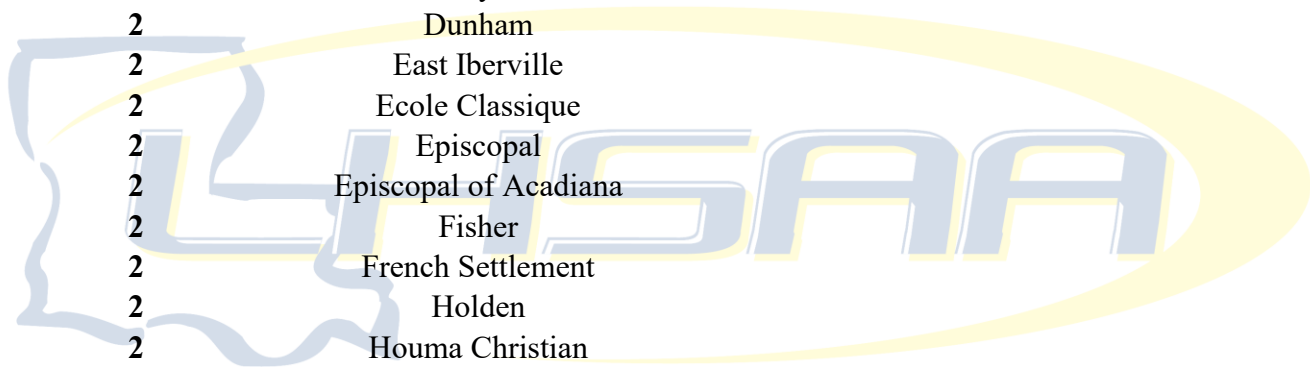 2 Dunham
2 East Iberville
2 Ecole Classique
2 Episcopal
2 Episcopal of Acadiana
2 Fisher
2 French Settlement
2 Holden
2 Houma Christian
LHSAA